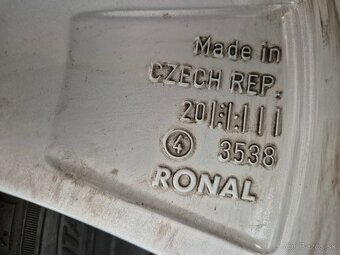 Made in
CZECH REP.
20
4 3538
RONAL